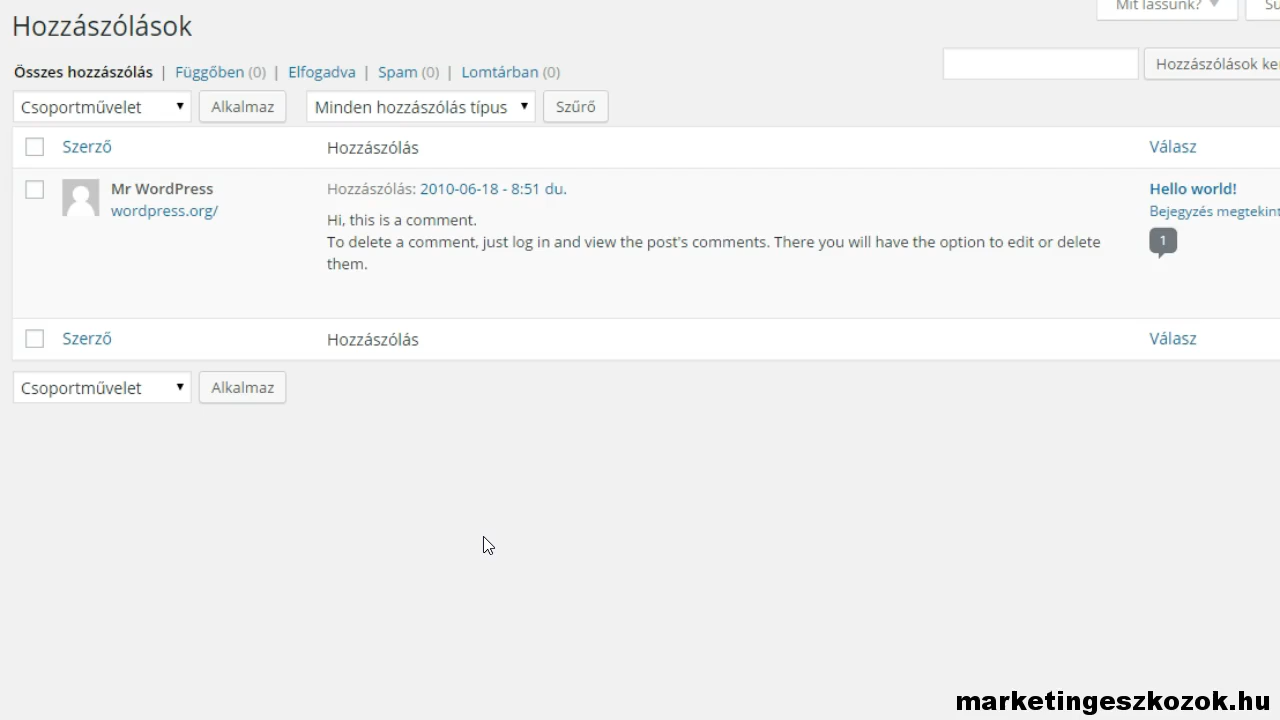 Mit lássunk?
Hozzászólások
Összes hozzászólás | Függőben (0) | Elfogadva | Spam (0) | Lomtárban (0)
Hozzászólások
Csoportművelet Alkalmaz Minden hozzászólás típus Szűrő
Szerző Hozzászólás Válasz
Mr WordPress Hozzászólás: 2010-06-18 - 8:51 du. Hello world!
wordpress.org/ Bejegyzés
Hi, this is a comment.
1
To delete a comment, just log in and view the post's comments. There you will have the option to edit or delete
them.
Szerző Hozzászólás Válasz
Csoportművelet Alkalmaz
marketingeszkozok.hu